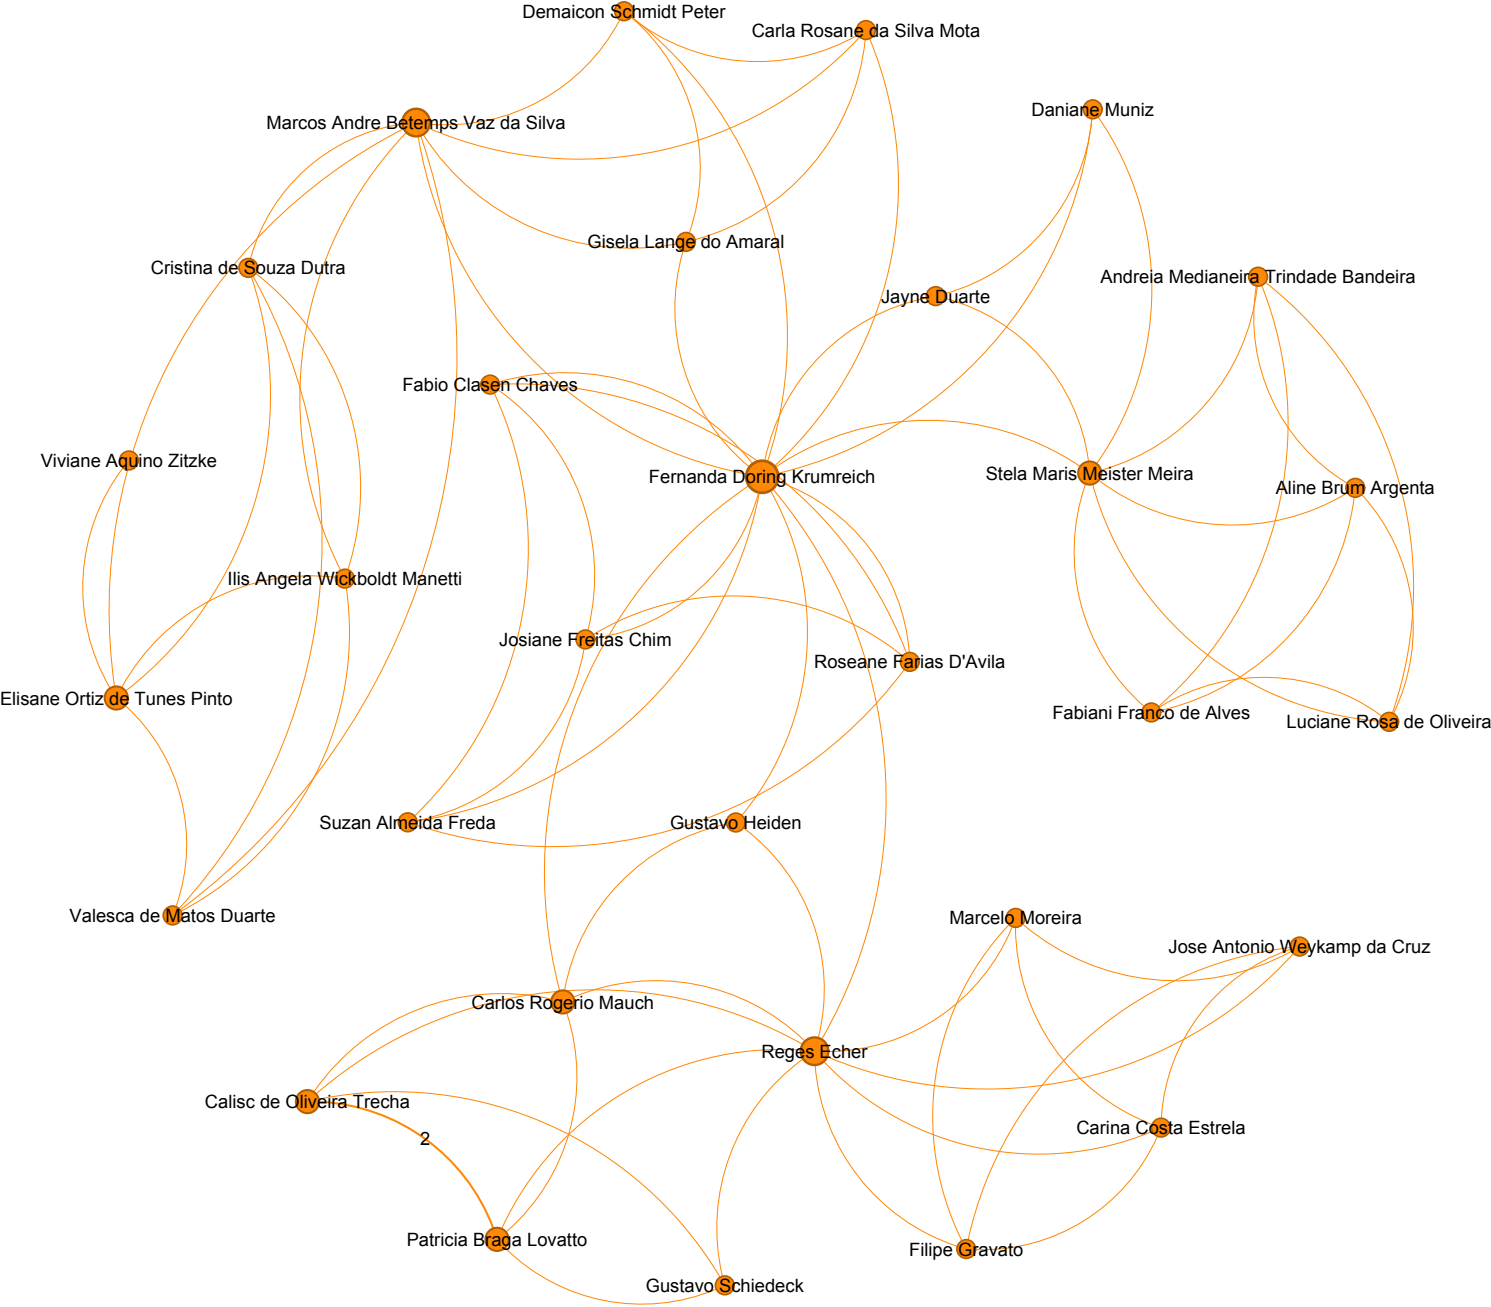 Demaicon Schmidt Peter
Carla Rosane da Silva Mota
Daniane Muniz
Marcos Andre Betemps Vaz da Silva
Gisela Lange do Amaral
Cristina de Souza Dutra
Andreia Medianeira Trindade Bandeira
Jayne Duarte
Fabio Clasen Chaves
Viviane Aquino Zitzke
Fernanda Doring Krumreich
Stela Maris Meister Meira
Aline Brum Argenta
Ilis Angela Wickboldt Manetti
Josiane Freitas Chim
Roseane Farias D'Avila
Elisane Ortiz de Tunes Pinto
Fabiani Franco de Alves
Luciane Rosa de Oliveira
Suzan Almeida Freda
Gustavo Heiden
Valesca de Matos Duarte
Marcelo Moreira
Jose Antonio Weykamp da Cruz
Carlos Rogerio Mauch
Reges Echer
Calisc de Oliveira Trecha
Carina Costa Estrela
2
Patricia Braga Lovatto
Filipe Gravato
Gustavo Schiedeck